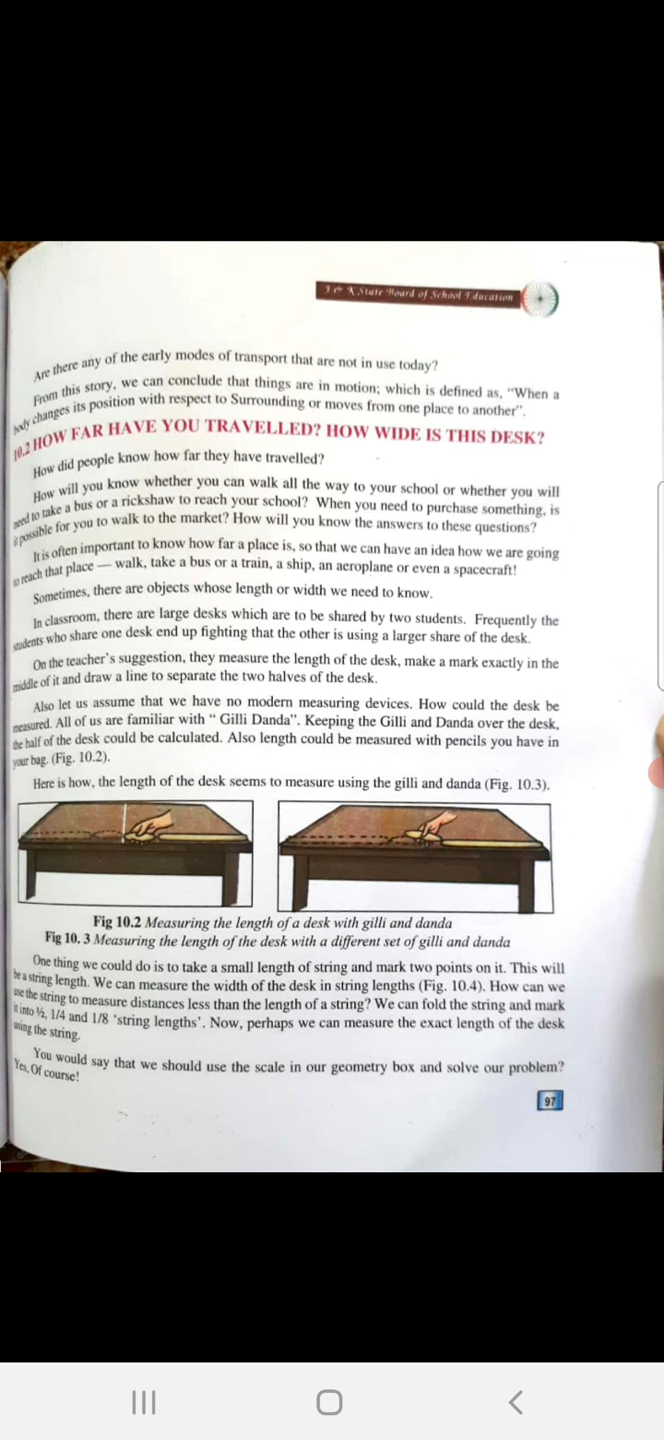 J & K State Board of School Education
Are there any of the early modes of transport that are not in use today?
From this story, we can conclude that things are in motion; which is defined as, “When a
body changes its position with respect to Surrounding or moves from one place to another”.
10.2 HOW FAR HAVE YOU TRAVELLED? HOW WIDE IS THIS DESK?
How did people know how far they have travelled?
How will you know whether you can walk all the way to your school or whether you will
need to take a bus or a rickshaw to reach your school? When you need to purchase something, is
it possible for you to walk to the market? How will you know the answers to these questions?
It is often important to know how far a place is, so that we can have an idea how we are going
to reach that place — walk, take a bus or a train, a ship, an aeroplane or even a spacecraft!
Sometimes, there are objects whose length or width we need to know.
In classroom, there are large desks which are to be shared by two students. Frequently the
students who share one desk end up fighting that the other is using a larger share of the desk.
On the teacher’s suggestion, they measure the length of the desk, make a mark exactly in the
middle of it and draw a line to separate the two halves of the desk.
Also let us assume that we have no modern measuring devices. How could the desk be
measured. All of us are familiar with “ Gilli Danda”. Keeping the Gilli and Danda over the desk,
the half of the desk could be calculated. Also length could be measured with pencils you have in
your bag. (Fig. 10.2).
Here is how, the length of the desk seems to measure using the gilli and danda (Fig. 10.3).
Fig 10.2 Measuring the length of a desk with gilli and danda
Fig 10. 3 Measuring the length of the desk with a different set of gilli and danda
One thing we could do is to take a small length of string and mark two points on it. This will
be a string length. We can measure the width of the desk in string lengths (Fig. 10.4). How can we
use the string to measure distances less than the length of a string? We can fold the string and mark
it into ½, 1/4 and 1/8 ‘string lengths’. Now, perhaps we can measure the exact length of the desk
using the string.
You would say that we should use the scale in our geometry box and solve our problem?
Yes, Of course!
97